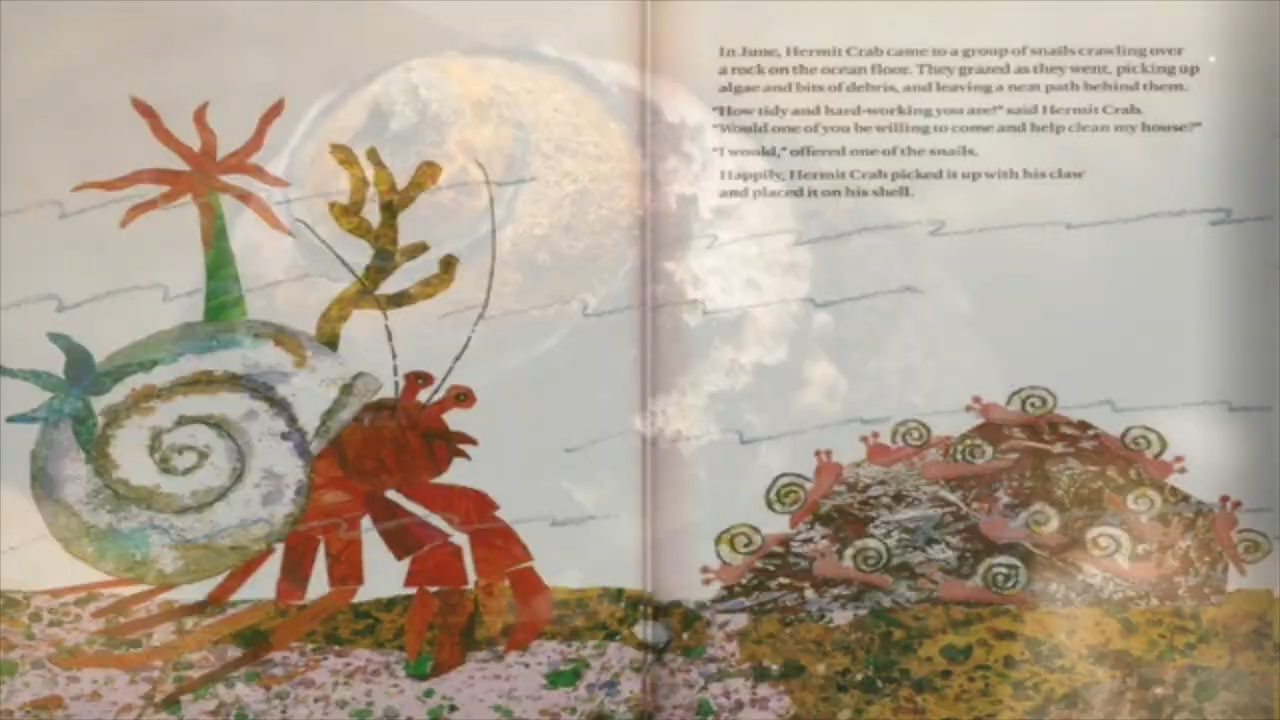 In June, Hermit Crab came to a group of snails crawling over
a rock on the ocean floor. They grazed as they went, picking up
algae and bits of debris, and leaving a neat path behind them.
"How tidy and hard-working you are!" said Hermit Crab.
"Would one of you be willing to come and help clean my house?"
"I would," offered one of the snails.
Happily, Hermit Crab picked it up with his claw
and placed it on his shell.